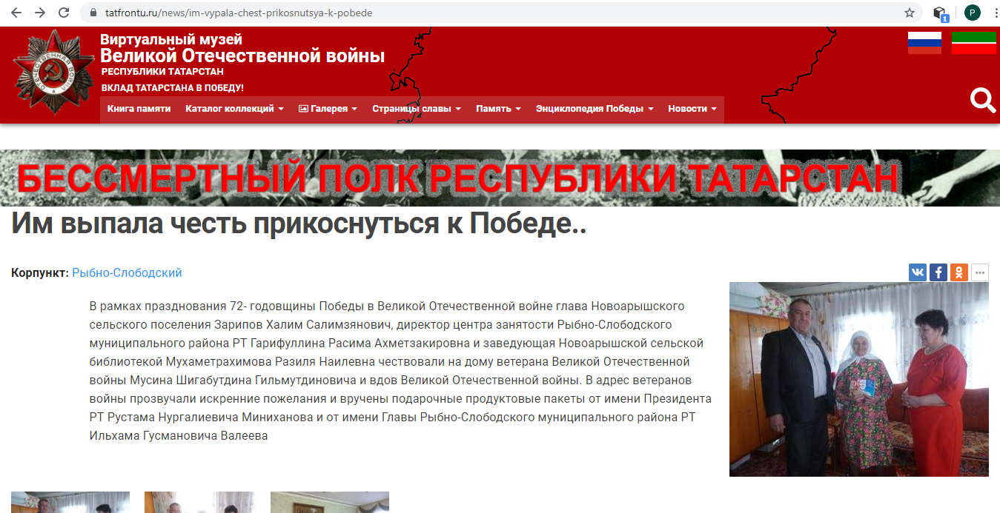 tatfrontu.ru/news/im-vypala-chest-prikosnutsya-k-pobede
1
P
Виртуальный музей
Великой Отечественной войны
РЕСПУБЛИКИ ТАТАРСТАН
ВКЛАД ТАТАРСТАНА В ПОБЕДУ!
ОТЕЧЕСТВЕННАЯ ВОЙНА
Книга памяти Каталог коллекций Галерея Страницы славы Память Энциклопедия Победы Новости
БЕССМЕРТНЫЙ ПОЛК РЕСПУБЛИКИ ТАТАРСТАН
Им выпала честь прикоснуться к Победе..
Корпункт: Рыбно-Слободский
В рамках празднования 72- годовщины Победы в Великой Отечественной войне глава Новоарышского
сельского поселения Зарипов Халим Салимзянович, директор центра занятости Рыбно-Слободского
муниципального района РТ Гарифуллина Расима Ахметзакировна и заведующая Новоарышской сельской
библиотекой Мухаметрахимова Разиля Наилевна чествовали на дому ветерана Великой Отечественной
войны Мусина Шигабутдина Гильмутдиновича и вдов Великой Отечественной войны. В адрес ветеранов
войны прозвучали искренние пожелания и вручены подарочные продуктовые пакеты от имени Президента
РТ Рустама Нургалиевича Миниханова и от имени Главы Рыбно-Слободского муниципального района РТ
Ильхама Гусмановича Валеева